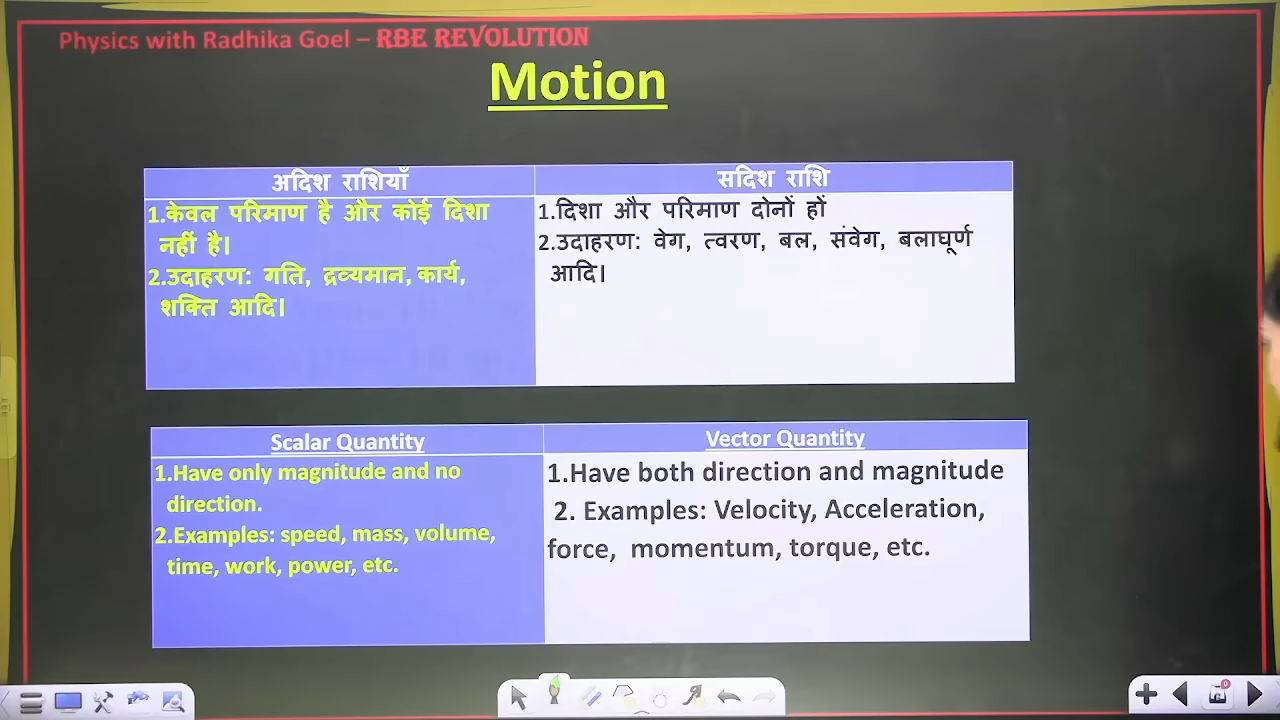 Physics with Radhika Goel – RBE REVOLUTION
Motion
अदिश राशियाँ
1.केवल परिमाण है और कोई दिशा
नहीं है।
2.उदाहरण: गति, द्रव्यमान, कार्य,
शक्ति आदि।
सदिश राशि
1.दिशा और परिमाण दोनों हों
2.उदाहरण: वेग, त्वरण, बल, संवेग, बलाघूर्ण
आदि।
Scalar Quantity
1.Have only magnitude and no
direction.
2.Examples: speed, mass, volume,
time, work, power, etc.
Vector Quantity
1.Have both direction and magnitude
2. Examples: Velocity, Acceleration,
force, momentum, torque, etc.